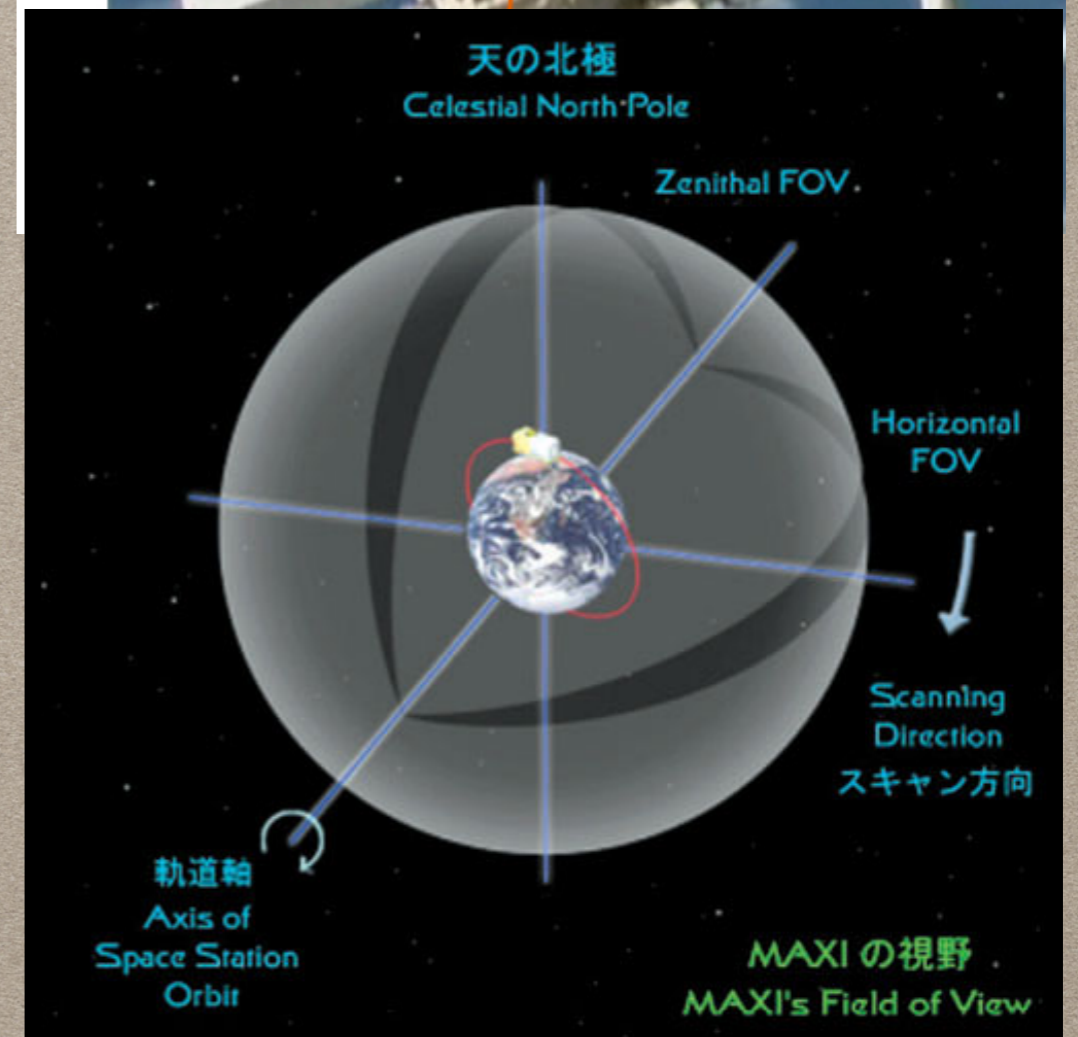 天の北極
Celestial North Pole
Zenithal FOV
Horizontal
FOV
Scanning
Direction
スキャン方向
軌道軸
Axis of
Space Station
Orbit
MAXI の視野
MAXI's Field of View